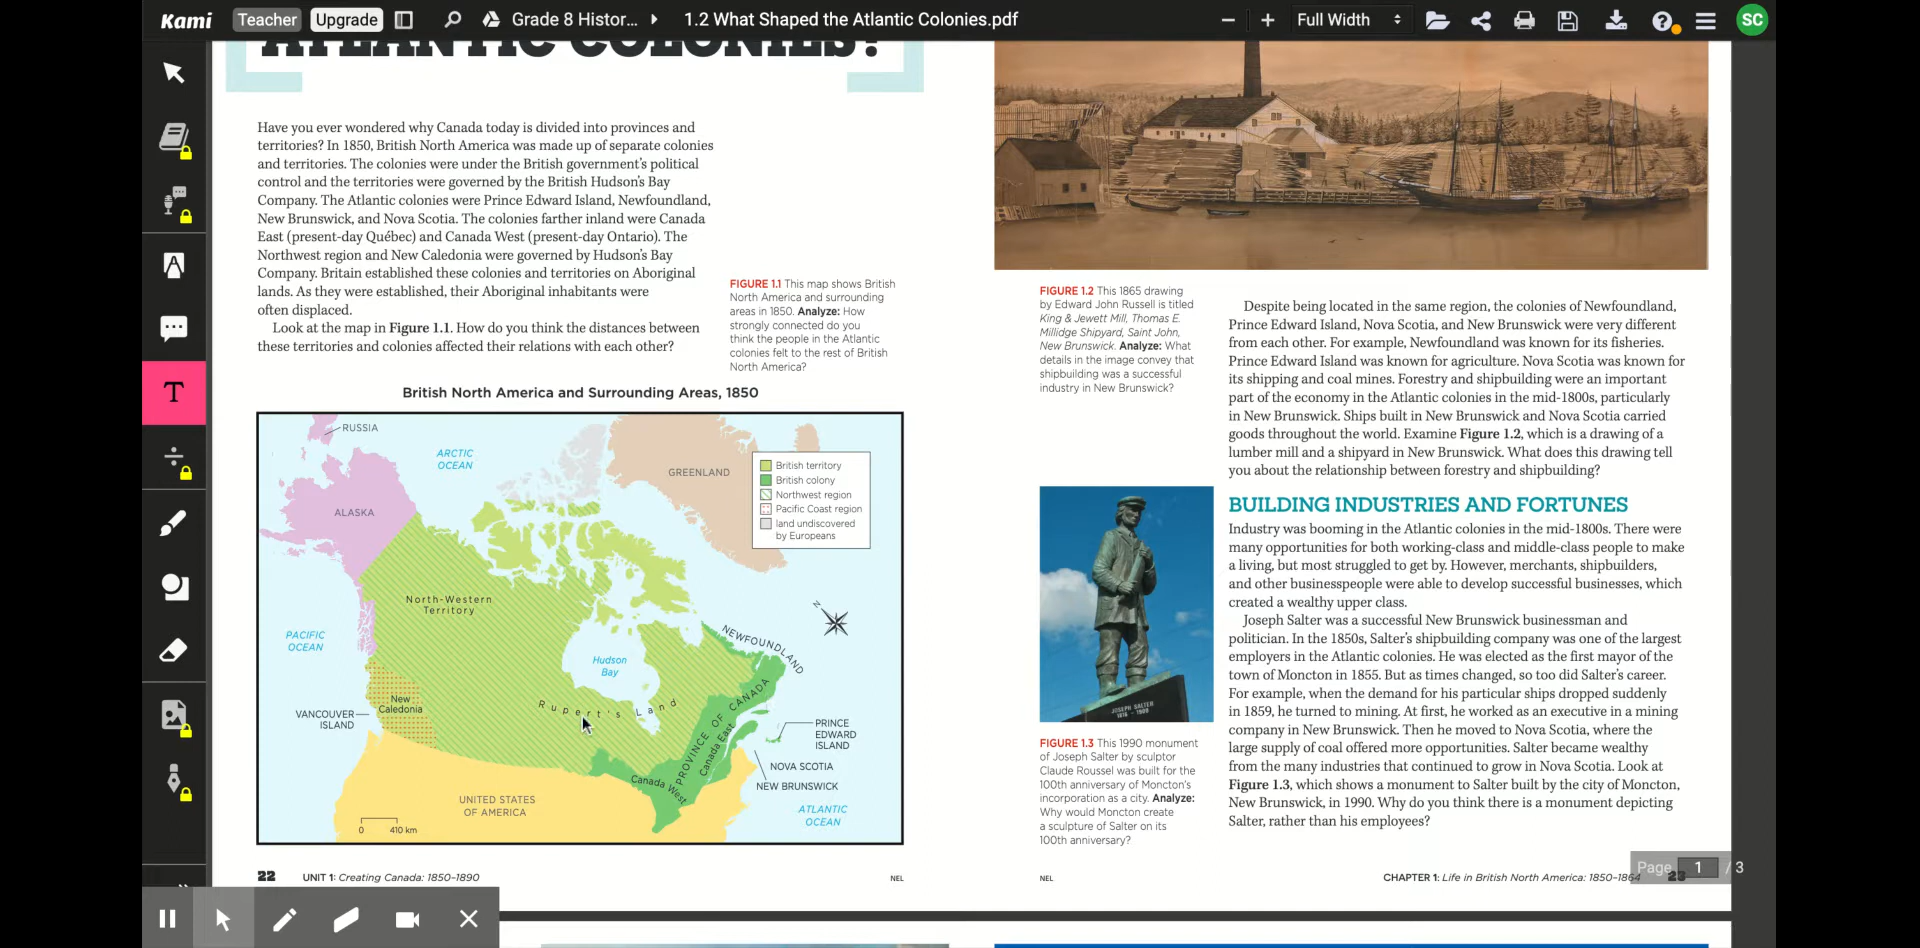 Kami Teacher Upgrade Grade 8 Histor... 1.2 What Shaped the Atlantic Colonies.pdf Full Width SC
ATLANTIC COLONIES?
Have you ever wondered why Canada today is divided into provinces and
territories? In 1850, British North America was made up of separate colonies
and territories. The colonies were under the British government's political
control and the territories were governed by the British Hudson's Bay
Company. The Atlantic colonies were Prince Edward Island, Newfoundland,
New Brunswick, and Nova Scotia. The colonies farther inland were Canada
East (present-day Québec) and Canada West (present-day Ontario). The
Northwest region and New Caledonia were governed by Hudson's Bay
Company. Britain established these colonies and territories on Aboriginal
lands. As they were established, their Aboriginal inhabitants were
often displaced.
Look at the map in Figure 1.1. How do you think the distances between
these territories and colonies affected their relations with each other?
FIGURE 1.1 This map shows British
North America and surrounding
areas in 1850. Analyze: How
strongly connected do you
think the people in the Atlantic
colonies felt to the rest of British
North America?
British North America and Surrounding Areas, 1850
RUSSIA
ARCTIC
OCEAN
GREENLAND
ALASKA
British territory
British colony
Northwest region
Pacific Coast region
land undiscovered
by Europeans
North-Western
Territory
N
PACIFIC
OCEAN
Hudson
Bay
NEWFOUNDLAND
New
Caledonia
Rupert's Land
VANCOUVER
ISLAND
PROVINCE OF CANADA
Canada East
Canada West
PRINCE
EDWARD
ISLAND
NOVA SCOTIA
NEW BRUNSWICK
UNITED STATES
OF AMERICA
ATLANTIC
OCEAN
0 410 km
22 UNIT 1: Creating Canada: 1850-1890 NEL
FIGURE 1.2 This 1865 drawing
by Edward John Russell is titled
King & Jewett Mill, Thomas E.
Millidge Shipyard, Saint John,
New Brunswick. Analyze: What
details in the image convey that
shipbuilding was a successful
industry in New Brunswick?
Despite being located in the same region, the colonies of Newfoundland,
Prince Edward Island, Nova Scotia, and New Brunswick were very different
from each other. For example, Newfoundland was known for its fisheries.
Prince Edward Island was known for agriculture. Nova Scotia was known for
its shipping and coal mines. Forestry and shipbuilding were an important
part of the economy in the Atlantic colonies in the mid-1800s, particularly
in New Brunswick. Ships built in New Brunswick and Nova Scotia carried
goods throughout the world. Examine Figure 1.2, which is a drawing of a
lumber mill and a shipyard in New Brunswick. What does this drawing tell
you about the relationship between forestry and shipbuilding?
BUILDING INDUSTRIES AND FORTUNES
Industry was booming in the Atlantic colonies in the mid-1800s. There were
many opportunities for both working-class and middle-class people to make
a living, but most struggled to get by. However, merchants, shipbuilders,
and other businesspeople were able to develop successful businesses, which
created a wealthy upper class.
Joseph Salter was a successful New Brunswick businessman and
politician. In the 1850s, Salter's shipbuilding company was one of the largest
employers in the Atlantic colonies. He was elected as the first mayor of the
town of Moncton in 1855. But as times changed, so too did Salter's career.
For example, when the demand for his particular ships dropped suddenly
in 1859, he turned to mining. At first, he worked as an executive in a mining
company in New Brunswick. Then he moved to Nova Scotia, where the
large supply of coal offered more opportunities. Salter became wealthy
from the many industries that continued to grow in Nova Scotia. Look at
Figure 1.3, which shows a monument to Salter built by the city of Moncton,
New Brunswick, in 1990. Why do you think there is a monument depicting
Salter, rather than his employees?
JOSEPH SALTER
FIGURE 1.3 This 1990 monument
of Joseph Salter by sculptor
Claude Roussel was built for the
100th anniversary of Moncton's
incorporation as a city. Analyze:
Why would Moncton create
a sculpture of Salter on its
100th anniversary?
NEL CHAPTER 1: Life in British North America: 1850-1864 23
Page 1 / 3